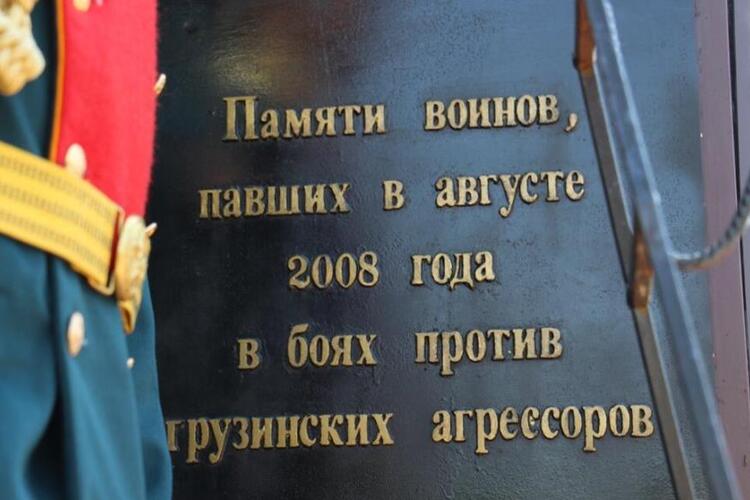 Памяти воинов,
павших в августе
2008 года
в боях против
грузинских агрессоров